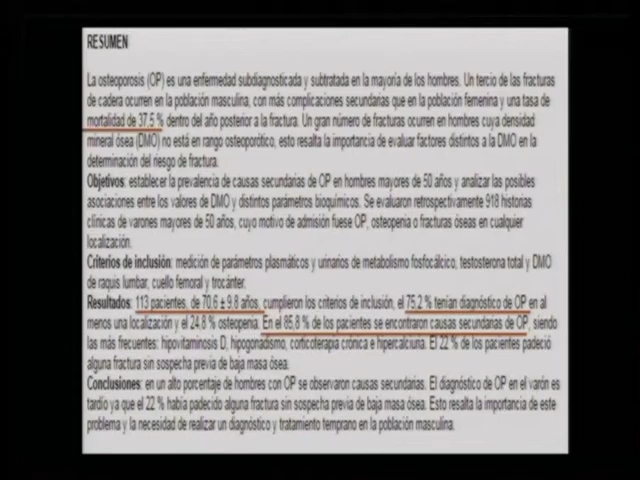 RESUMEN
La osteoporosis (OP) es una enfermedad subdiagnosticada y subtratada en la mayoría de los hombres. Un tercio de las fracturas
de cadera ocurren en la población masculina, con más complicaciones secundarias que en la población femenina y una tasa de
mortalidad de 37,5 % dentro del año posterior a la fractura. Un gran número de fracturas ocurren en hombres cuya densidad
mineral ósea (DMO) no está en rango osteoporótico, esto resalta la importancia de evaluar factores distintos a la DMO en la
determinación del riesgo de fractura.
Objetivos: establecer la prevalencia de causas secundarias de OP en hombres mayores de 50 años y analizar las posibles
asociaciones entre los valores de DMO y distintos parámetros bioquímicos. Se evaluaron retrospectivamente 918 historias
clínicas de varones mayores de 50 años, cuyo motivo de admisión fuese OP, osteopenia o fracturas óseas en cualquier
localización.
Criterios de inclusión: medición de parámetros plasmáticos y urinarios de metabolismo fosfocálcico, testosterona total y DMO
de raquis lumbar, cuello femoral y trocánter.
Resultados: 113 pacientes, de 70.6 ± 9.8 años, cumplieron los criterios de inclusión, el 75,2 % tenían diagnóstico de OP en al
menos una localización y el 24,8 % osteopenia. En el 85,8 % de los pacientes se encontraron causas secundarias de OP, siendo
las más frecuentes: hipovitaminosis D, hipogonadismo, corticoterapia crónica e hipercalciuria. El 22 % de los pacientes padeció
alguna fractura sin sospecha previa de baja masa ósea.
Conclusiones: en un alto porcentaje de hombres con OP se observaron causas secundarias. El diagnóstico de OP en el varón es
tardío ya que el 22 % había padecido alguna fractura sin sospecha previa de baja masa ósea. Esto resalta la importancia de este
problema y la necesidad de realizar un diagnóstico y tratamiento temprano en la población masculina.